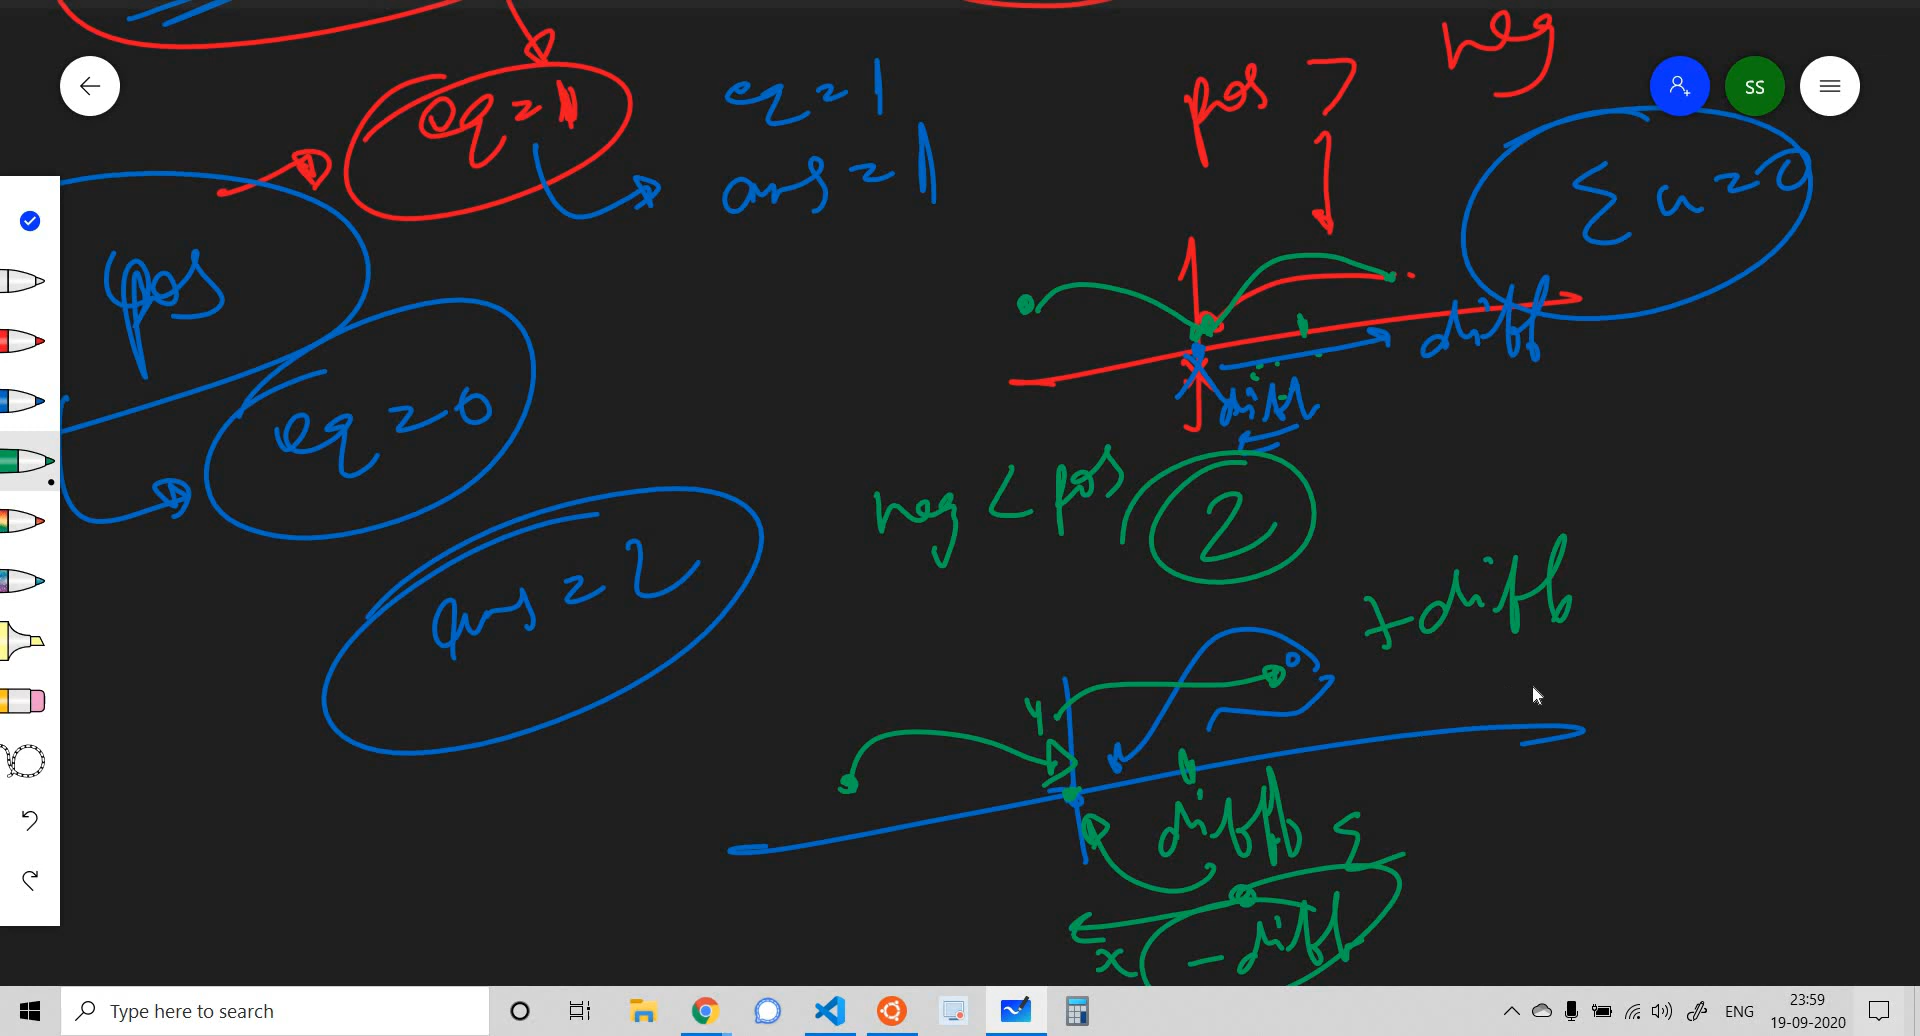 neg
eq = 1
pos >
SS
eq = 1
ans = 1
Σ a = 0
pos
diff
diff
eq = 0
neg < pos
2
ans = 2
+diff
y
diff
- diff
x
Type here to search
ENG
23:59
19-09-2020